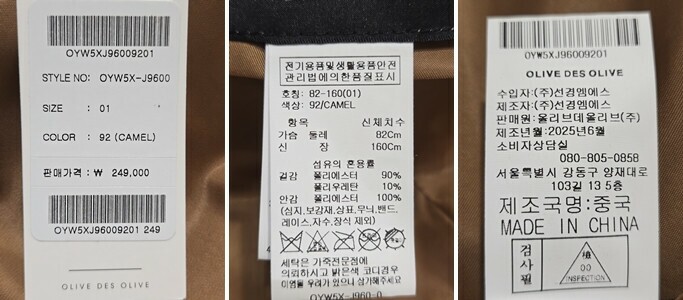 OYW5XJ96009201
STYLE NO: OYW5X-J9600
SIZE : 01
COLOR : 92 (CAMEL)
판매가격 : ₩ 249,000
OYW5XJ96009201 249
OLIVE DES OLIVE
전기용품및생활용품안전
관리법에의한품질표시
호칭: 82-160(01)
색상: 92/CAMEL
항목 신체치수
가슴 둘레 82Cm
신 장 160Cm
섬유의 혼용률
겉감 폴리에스터 90%
폴리우레탄 10%
안감 폴리에스터 100%
(심지,보강재,상표,무늬,밴드,
레이스,자수,장식 제외)
세탁은 가죽전문점에
의뢰하시고 밝은색 코디경우
이염될 우려가 있으니 삼가해주세요
OYW5X-J960-0
OYW5XJ96009201
OLIVE DES OLIVE
수입자:(주)선경엠에스
제조자:(주)선경엠에스
판매원:올리브데올리브(주)
제조년월:2025년6월
소비자상담실
080-805-0858
서울특별시 강동구 양재대로
103길 13 5층
제조국명:중국
MADE IN CHINA
검사필
檢
00
INSPECTION